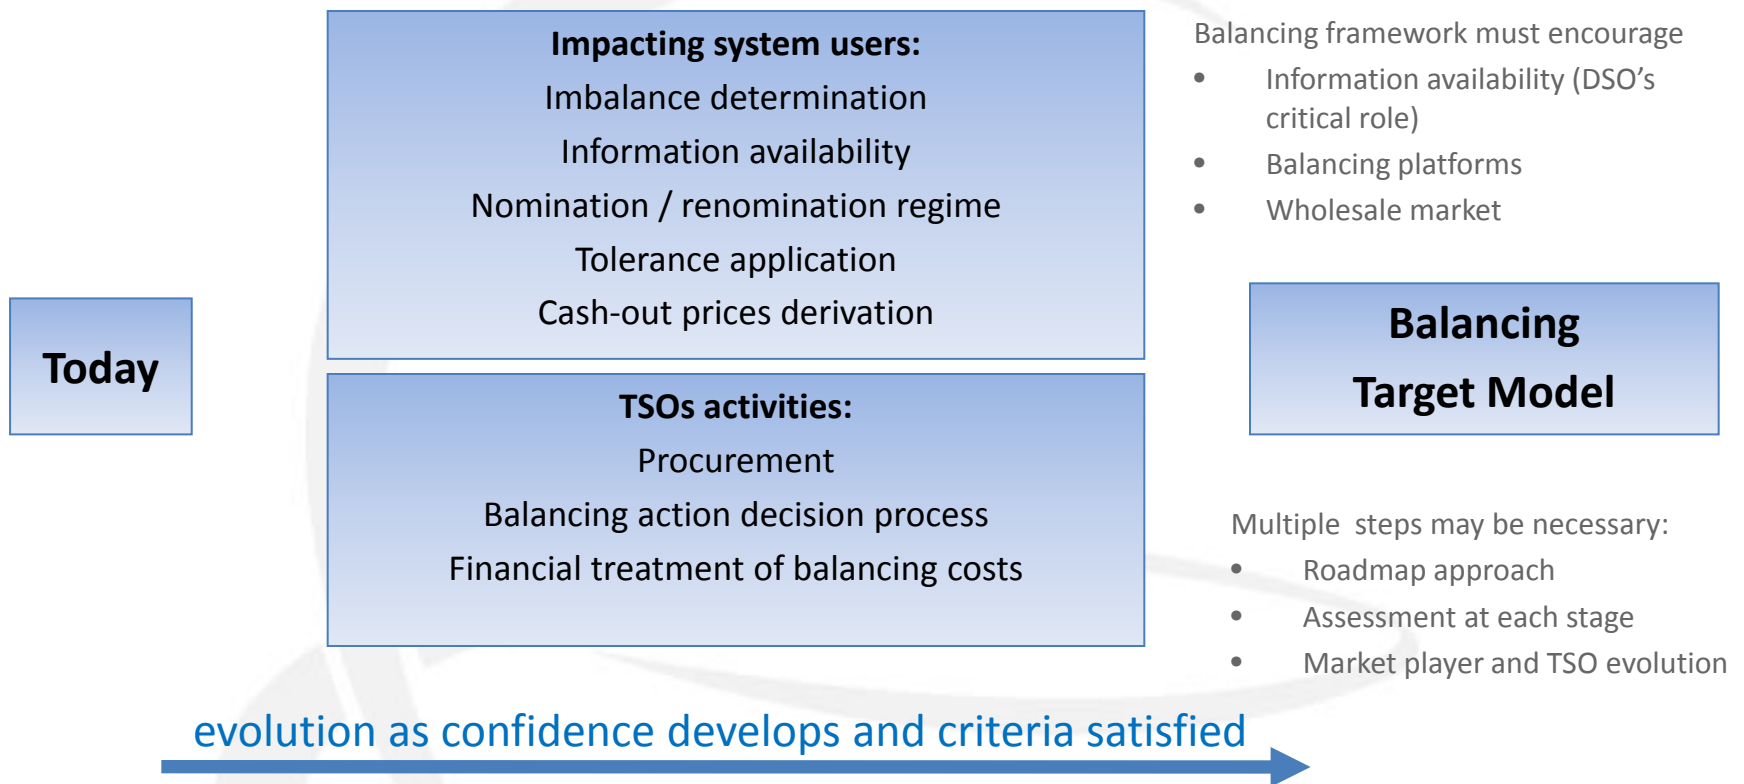 Impacting system users:
Imbalance determination
Information availability
Nomination / renomination regime
Tolerance application
Cash-out prices derivation
Balancing framework must encourage
• Information availability (DSO’s
critical role)
• Balancing platforms
• Wholesale market
Today
Balancing
Target Model
TSOs activities:
Procurement
Balancing action decision process
Financial treatment of balancing costs
Multiple steps may be necessary:
• Roadmap approach
• Assessment at each stage
• Market player and TSO evolution
evolution as confidence develops and criteria satisfied